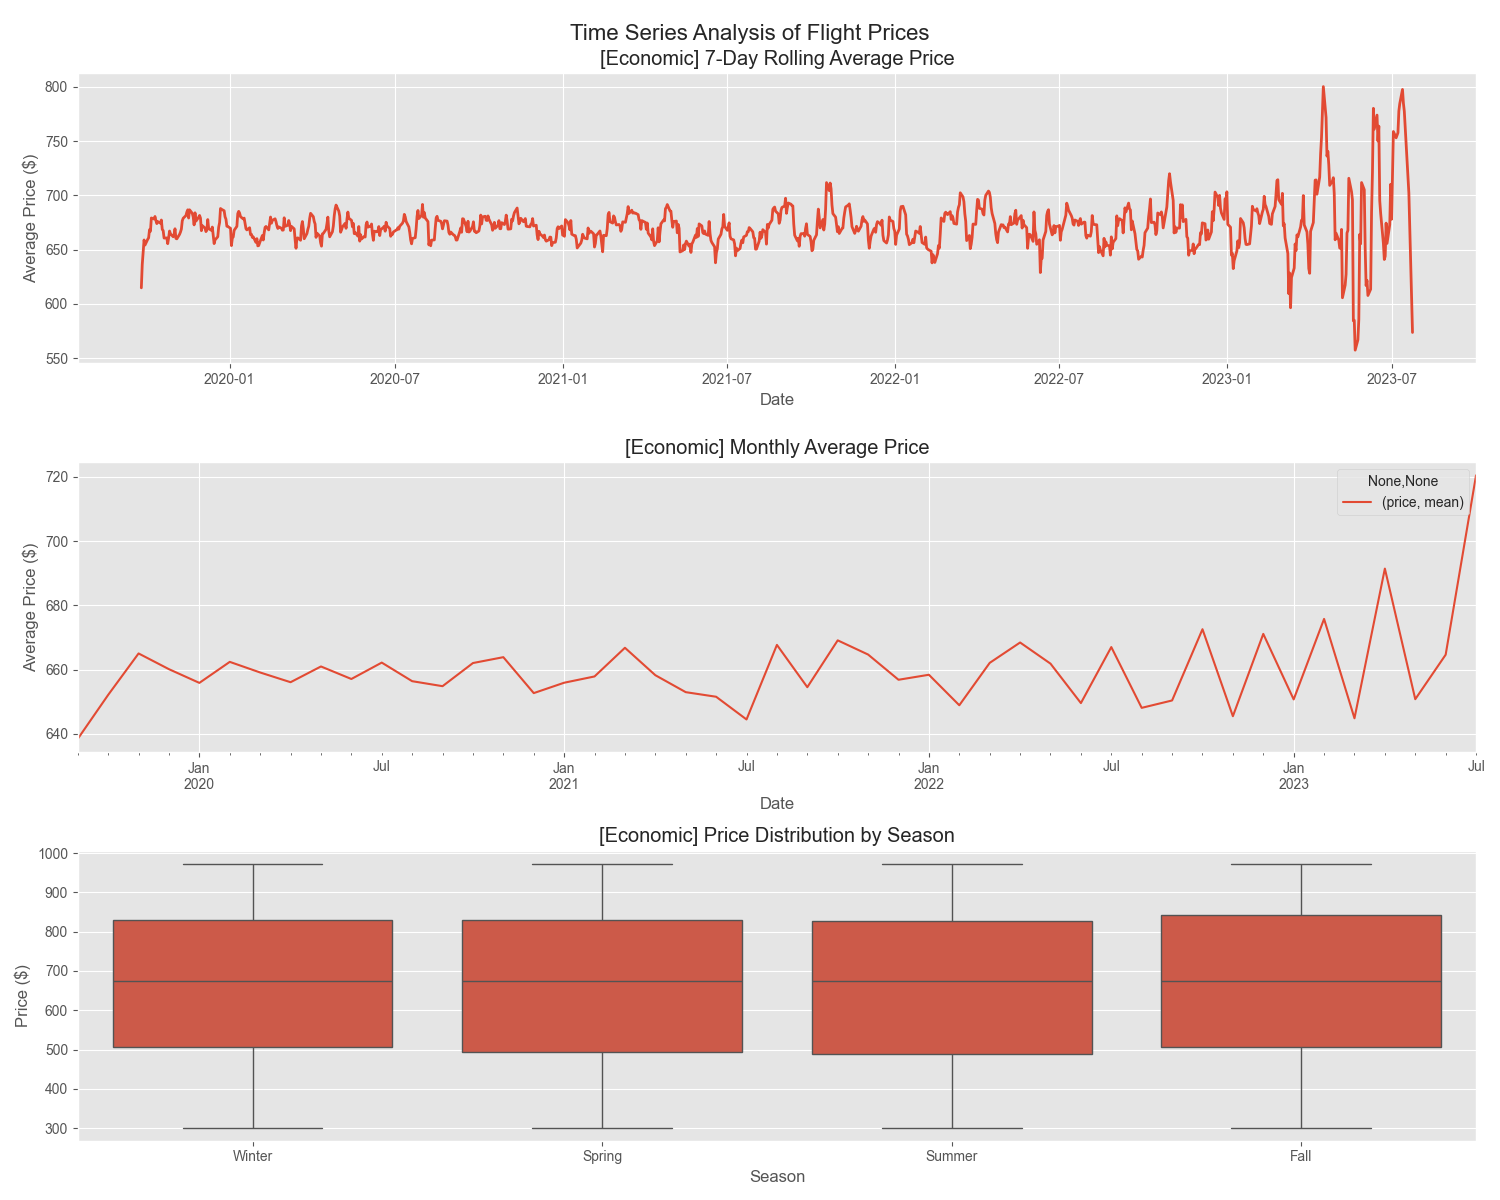 Time Series Analysis of Flight Prices
[Economic] 7-Day Rolling Average Price
Average Price ($)
800
750
700
650
600
550
2020-01 2020-07 2021-01 2021-07 2022-01 2022-07 2023-01 2023-07
Date
[Economic] Monthly Average Price
Average Price ($)
720
700
680
660
640
None,None
(price, mean)
Jan Jul Jan Jul Jan Jul Jan Jul
2020 2021 2022 2023
Date
[Economic] Price Distribution by Season
Price ($)
1000
900
800
700
600
500
400
300
Winter Spring Summer Fall
Season